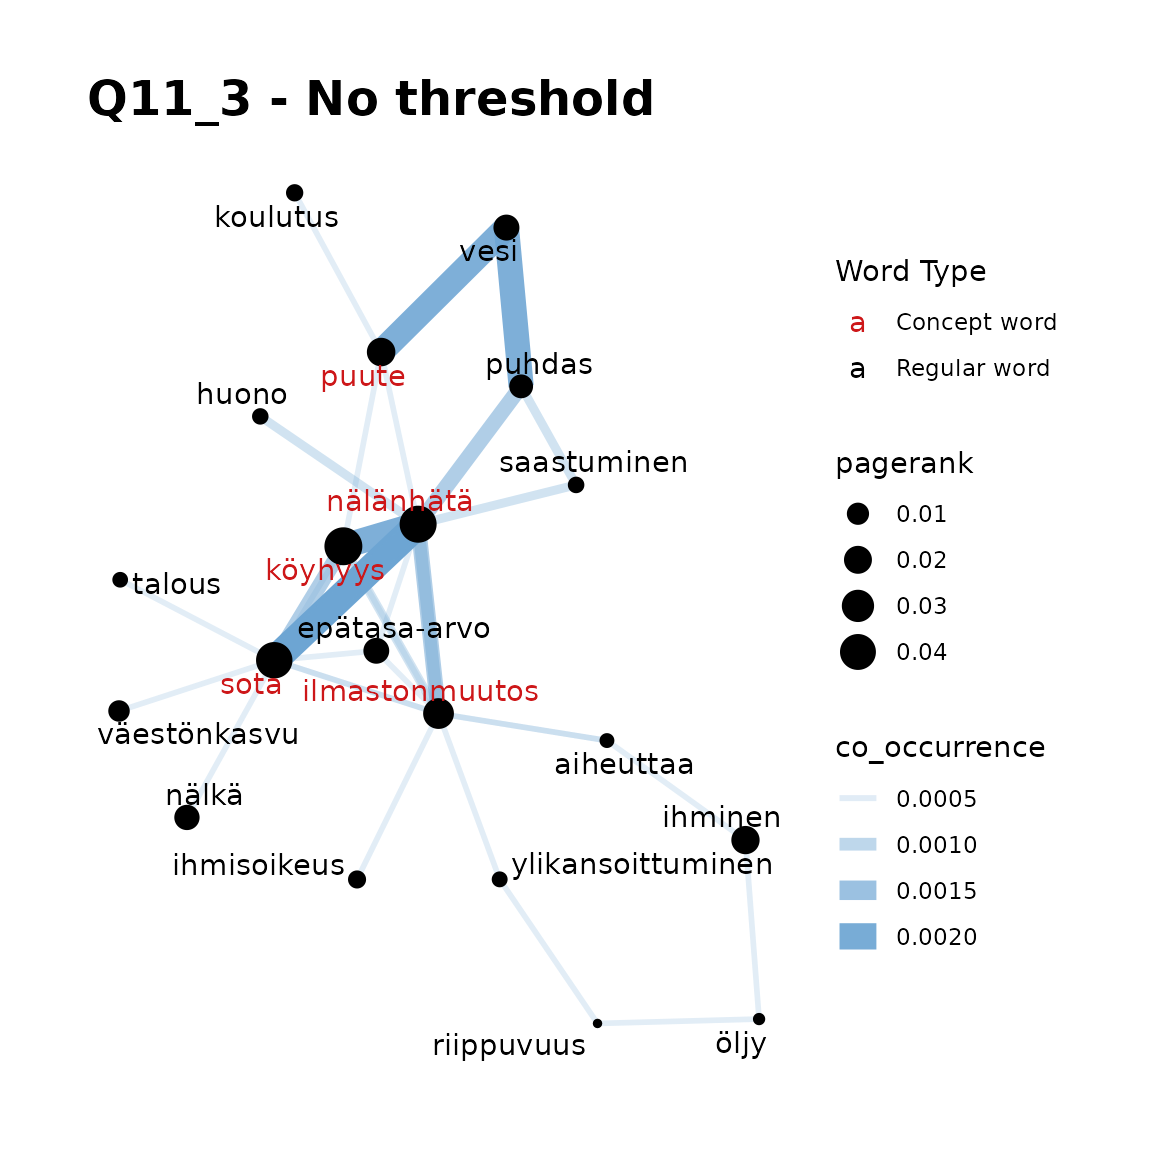 Q11_3 - No threshold
koulutus
vesi
puhdas
puute
huono
saastuminen
nälänhätä
köyhyys
talous
epätasa-arvo
sota
ilmastonmuutos
väestönkasvu
aiheuttaa
nälkä
ihminen
ihmisoikeus
ylikansoittuminen
riippuvuus
öljy
Word Type
a Concept word
a Regular word
pagerank
0.01
0.02
0.03
0.04
co_occurrence
0.0005
0.0010
0.0015
0.0020